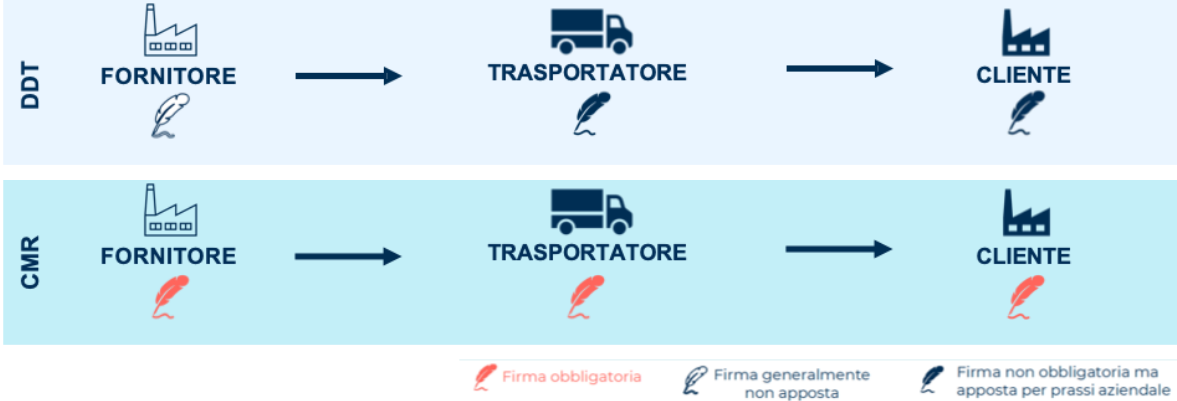 DDT
FORNITORE
TRASPORTATORE
CLIENTE
CMR
FORNITORE
TRASPORTATORE
CLIENTE
Firma obbligatoria
Firma generalmente
non apposta
Firma non obbligatoria ma
apposta per prassi aziendale